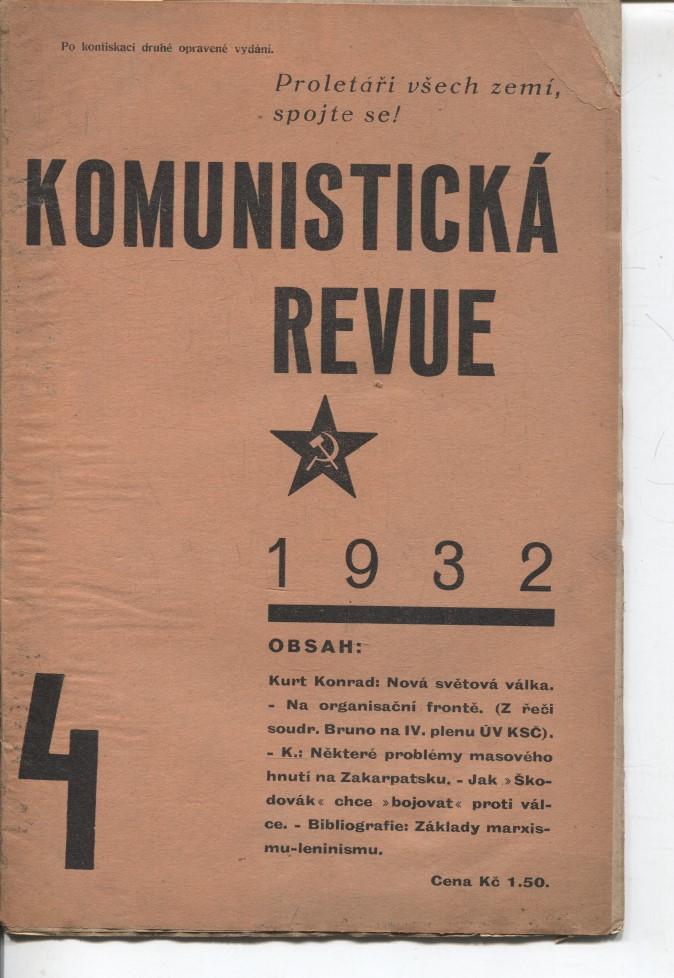 Po konfiskaci druhé opravené vydání.
Proletáři všech zemí,
spojte se!
KOMUNISTICKÁ
REVUE
1932
4
OBSAH:
Kurt Konrad: Nová světová válka.
- Na organisační frontě. (Z řeči
soudr. Bruno na IV. plenu ÚV KSČ).
- K.: Některé problémy masového
hnutí na Zakarpatsku. - Jak »Ško-
dovák« chce »bojovat« proti vál-
ce. - Bibliografie: Základy marxis-
mu-leninismu.
Cena Kč 1.50.